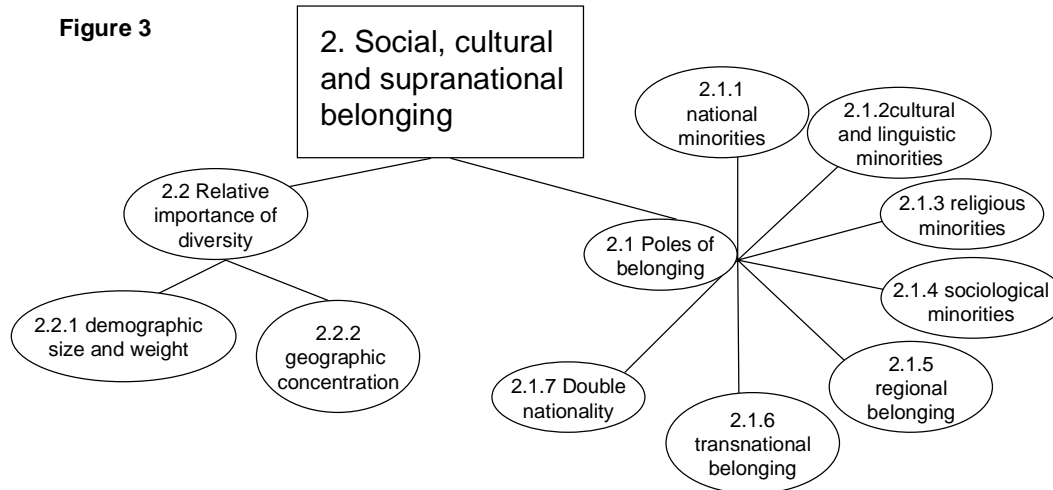 Figure 3
2. Social, cultural
and supranational
belonging
2.2 Relative
importance of
diversity
2.2.1 demographic
size and weight
2.2.2
geographic
concentration
2.1 Poles of
belonging
2.1.1
national
minorities
2.1.2cultural
and linguistic
minorities
2.1.3 religious
minorities
2.1.4 sociological
minorities
2.1.5
regional
belonging
2.1.6
transnational
belonging
2.1.7 Double
nationality